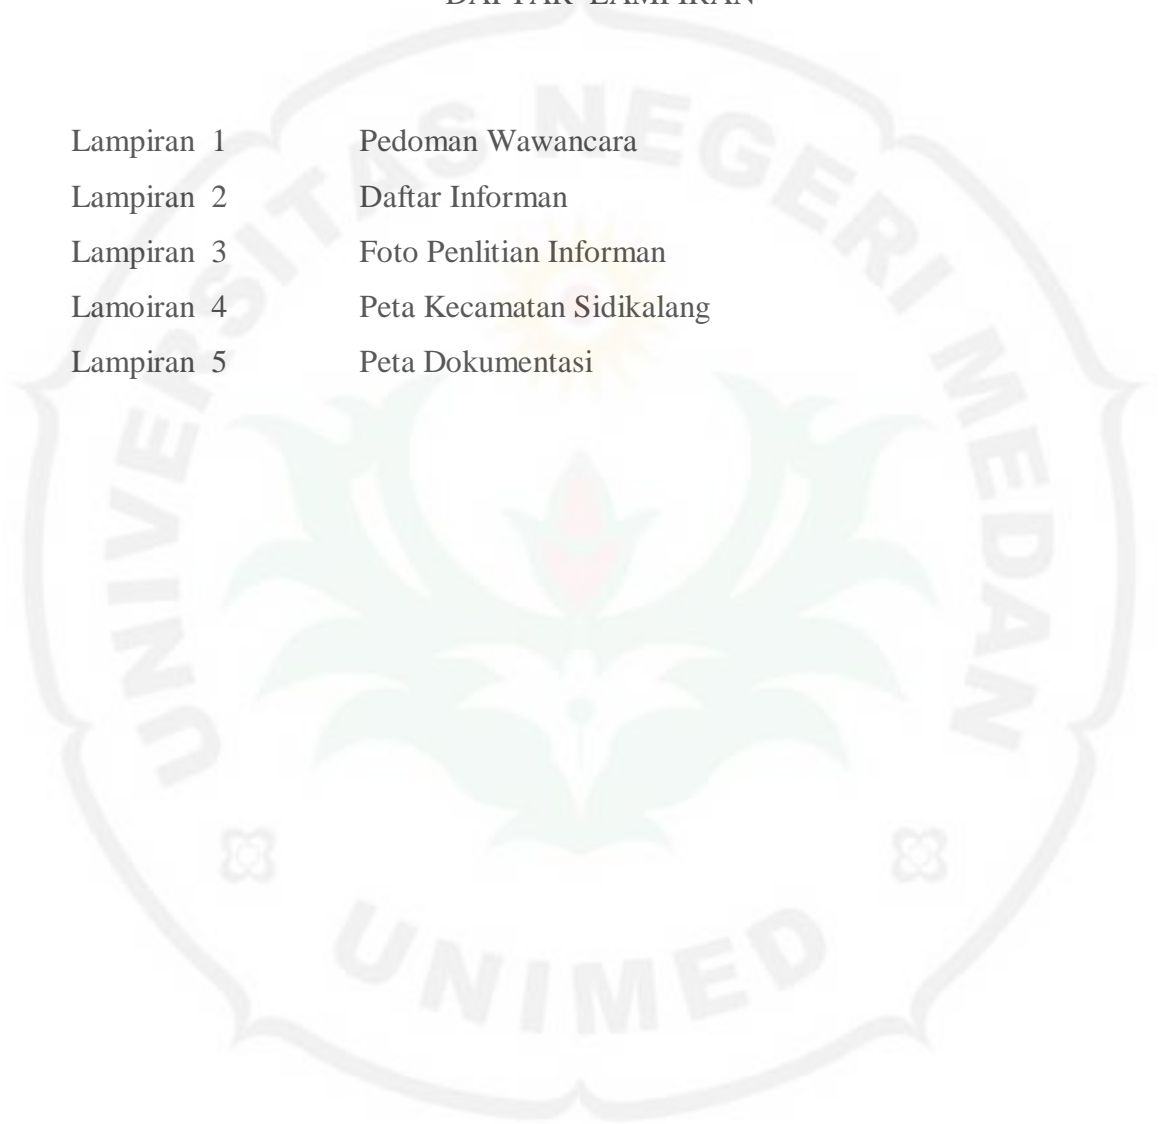 DAFTAR LAMPIRAN
Lampiran 1 Pedoman Wawancara
Lampiran 2 Daftar Informan
Lampiran 3 Foto Penlitian Informan
Lamoiran 4 Peta Kecamatan Sidikalang
Lampiran 5 Peta Dokumentasi
UNIVERSITAS NEGERI MEDAN
UNIMED